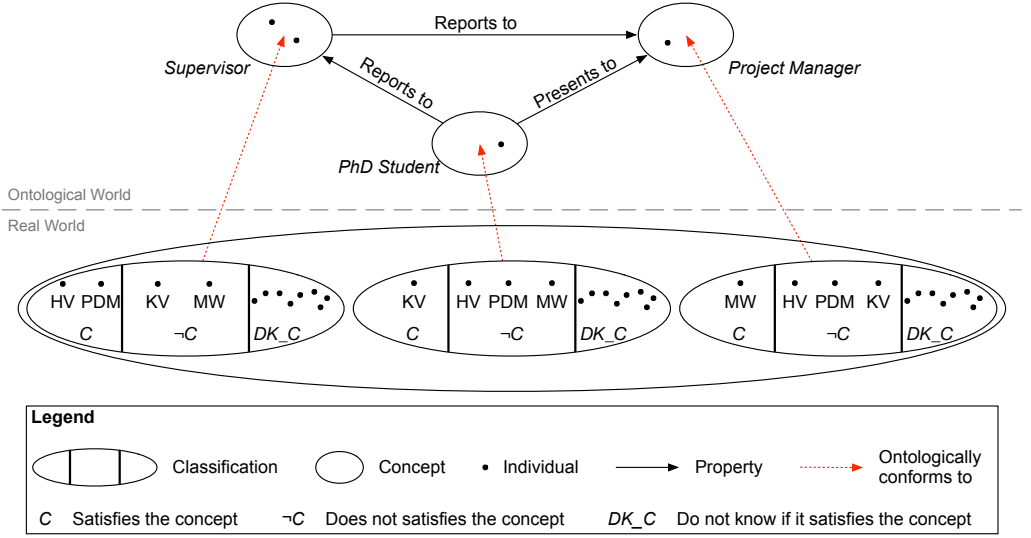 Reports to
Supervisor
Project Manager
Reports to
Presents to
PhD Student
Ontological World
Real World
HV PDM KV MW
C ¬C DK_C
KV HV PDM MW
C ¬C DK_C
MW HV PDM KV
C ¬C DK_C
Legend
Classification Concept Individual Property Ontologically
conforms to
C Satisfies the concept ¬C Does not satisfies the concept DK_C Do not know if it satisfies the concept